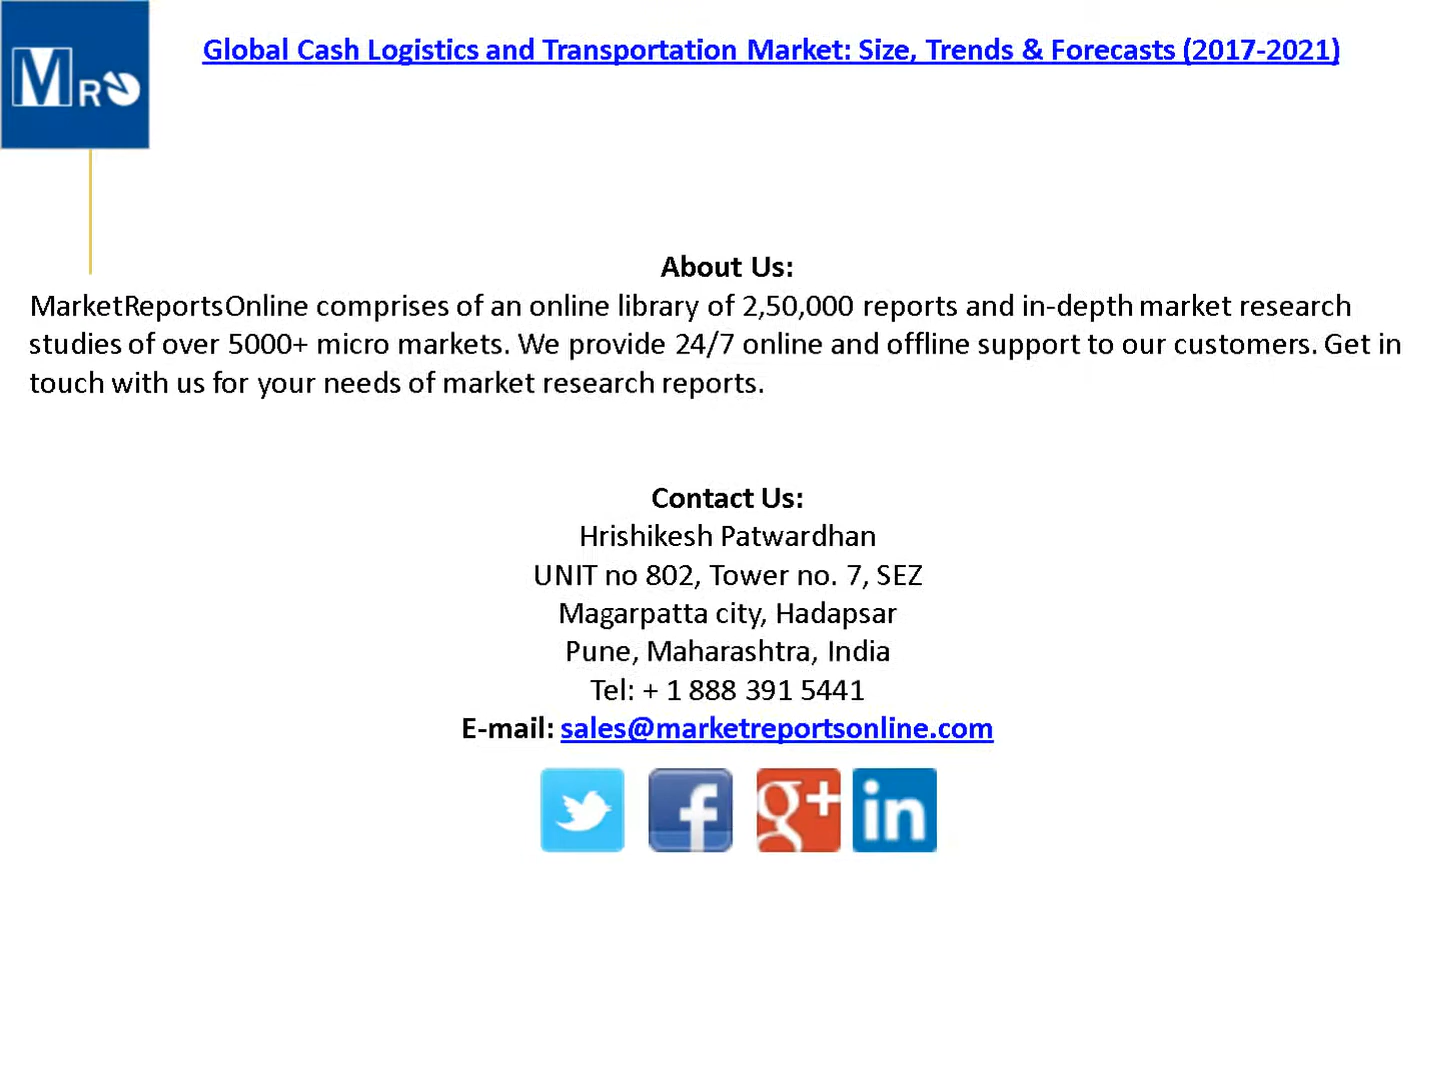 MRO
Global Cash Logistics and Transportation Market: Size, Trends & Forecasts (2017-2021)
About Us:
MarketReportsOnline comprises of an online library of 2,50,000 reports and in-depth market research
studies of over 5000+ micro markets. We provide 24/7 online and offline support to our customers. Get in
touch with us for your needs of market research reports.
Contact Us:
Hrishikesh Patwardhan
UNIT no 802, Tower no. 7, SEZ
Magarpatta city, Hadapsar
Pune, Maharashtra, India
Tel: + 1 888 391 5441
E-mail: sales@marketreportsonline.com
f g+ in